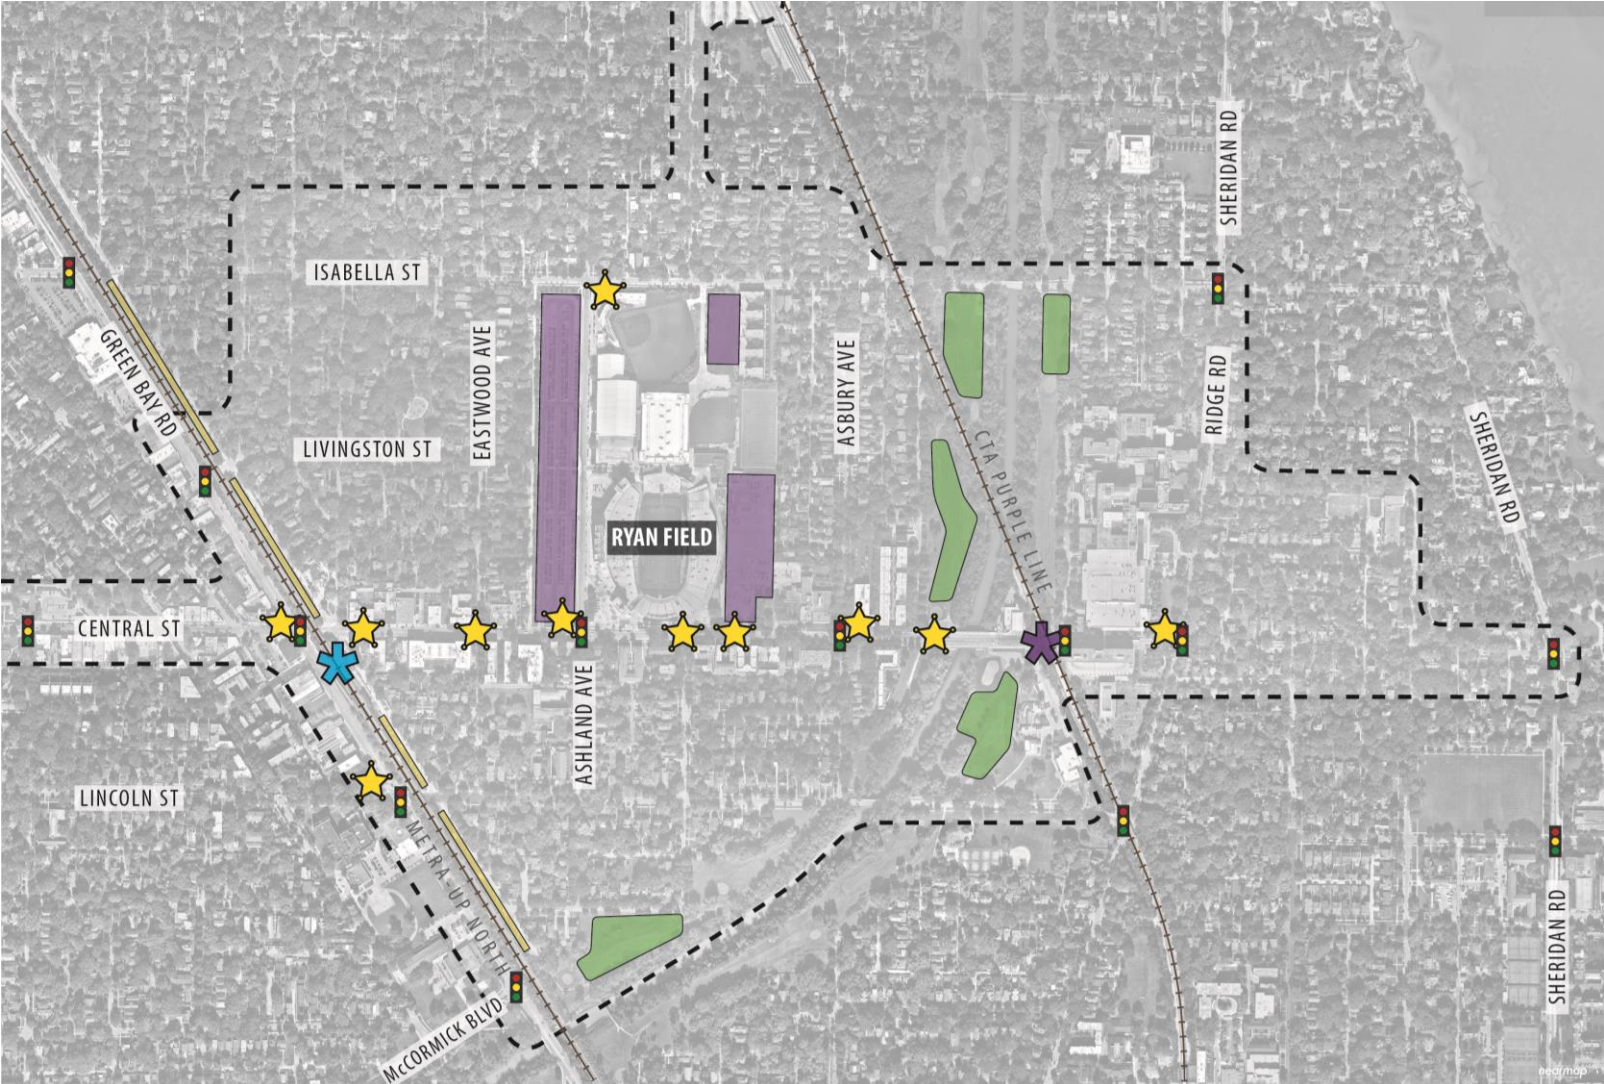 SHERIDAN RD
ISABELLA ST
GREEN BAY RD
EASTWOOD AVE
ASBURY AVE
RIDGE RD
LIVINGSTON ST
CTA PURPLE LINE
SHERIDAN RD
RYAN FIELD
CENTRAL ST
ASHLAND AVE
LINCOLN ST
METRA-UP NORTH
SHERIDAN RD
McCORMICK BLVD
nearmap